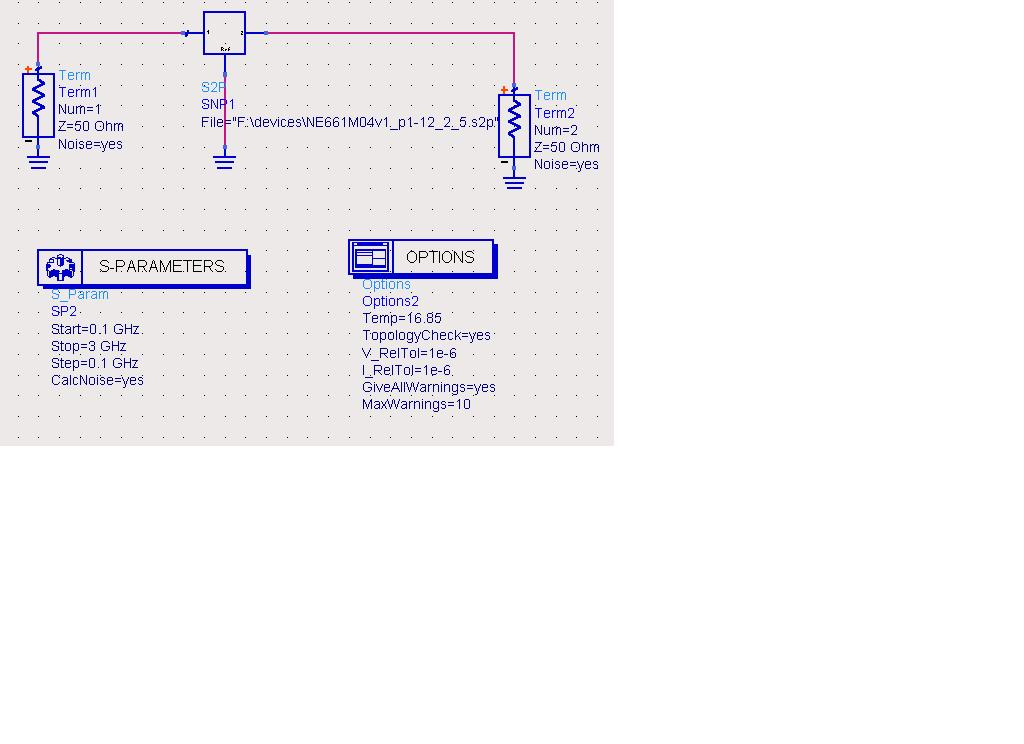 1
2
Ref
+
Term
Term1
Num=1
Z=50 Ohm
Noise=yes
-
S2P
SNP1
File="F:\devices\NE661M04v1_p1-12_2_5.s2p"
+
Term
Term2
Num=2
Z=50 Ohm
Noise=yes
-
S-PARAMETERS
S_Param
SP2
Start=0.1 GHz
Stop=3 GHz
Step=0.1 GHz
CalcNoise=yes
OPTIONS
Options
Options2
Temp=16.85
TopologyCheck=yes
V_RelTol=1e-6
I_RelTol=1e-6
GiveAllWarnings=yes
MaxWarnings=10